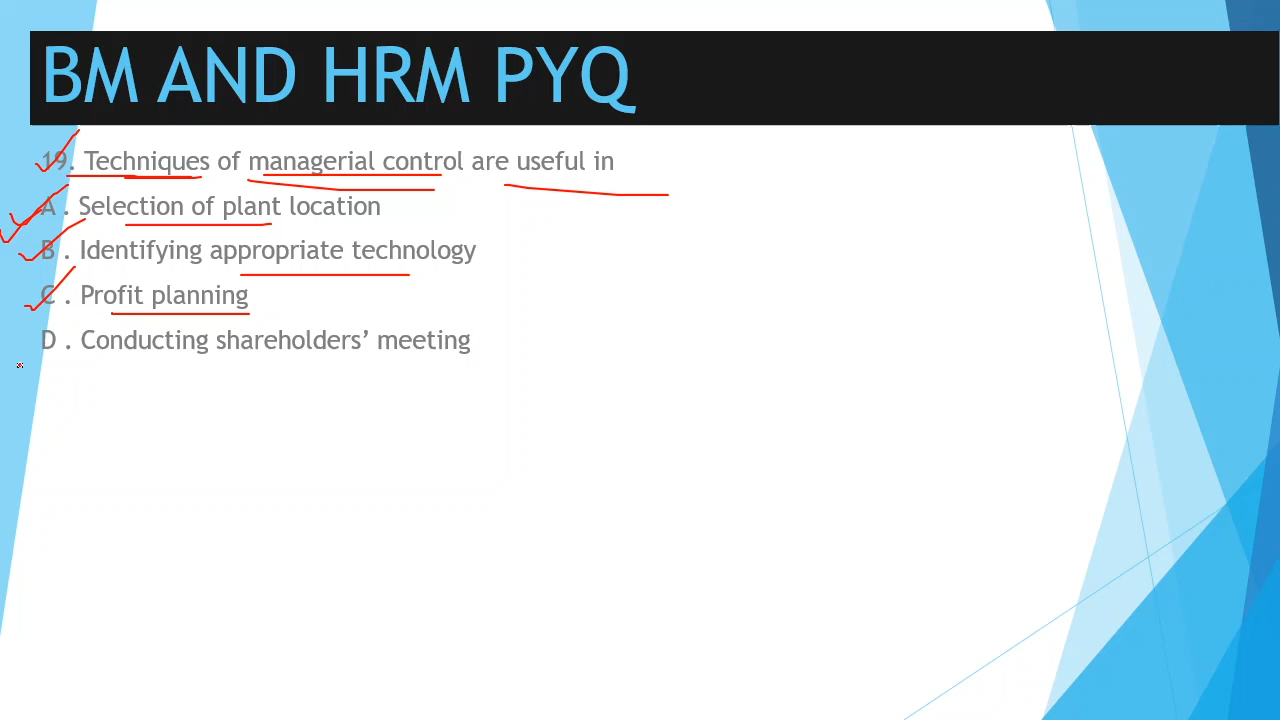 BM AND HRM PYQ
19. Techniques of managerial control are useful in
A . Selection of plant location
B . Identifying appropriate technology
C . Profit planning
D . Conducting shareholders’ meeting